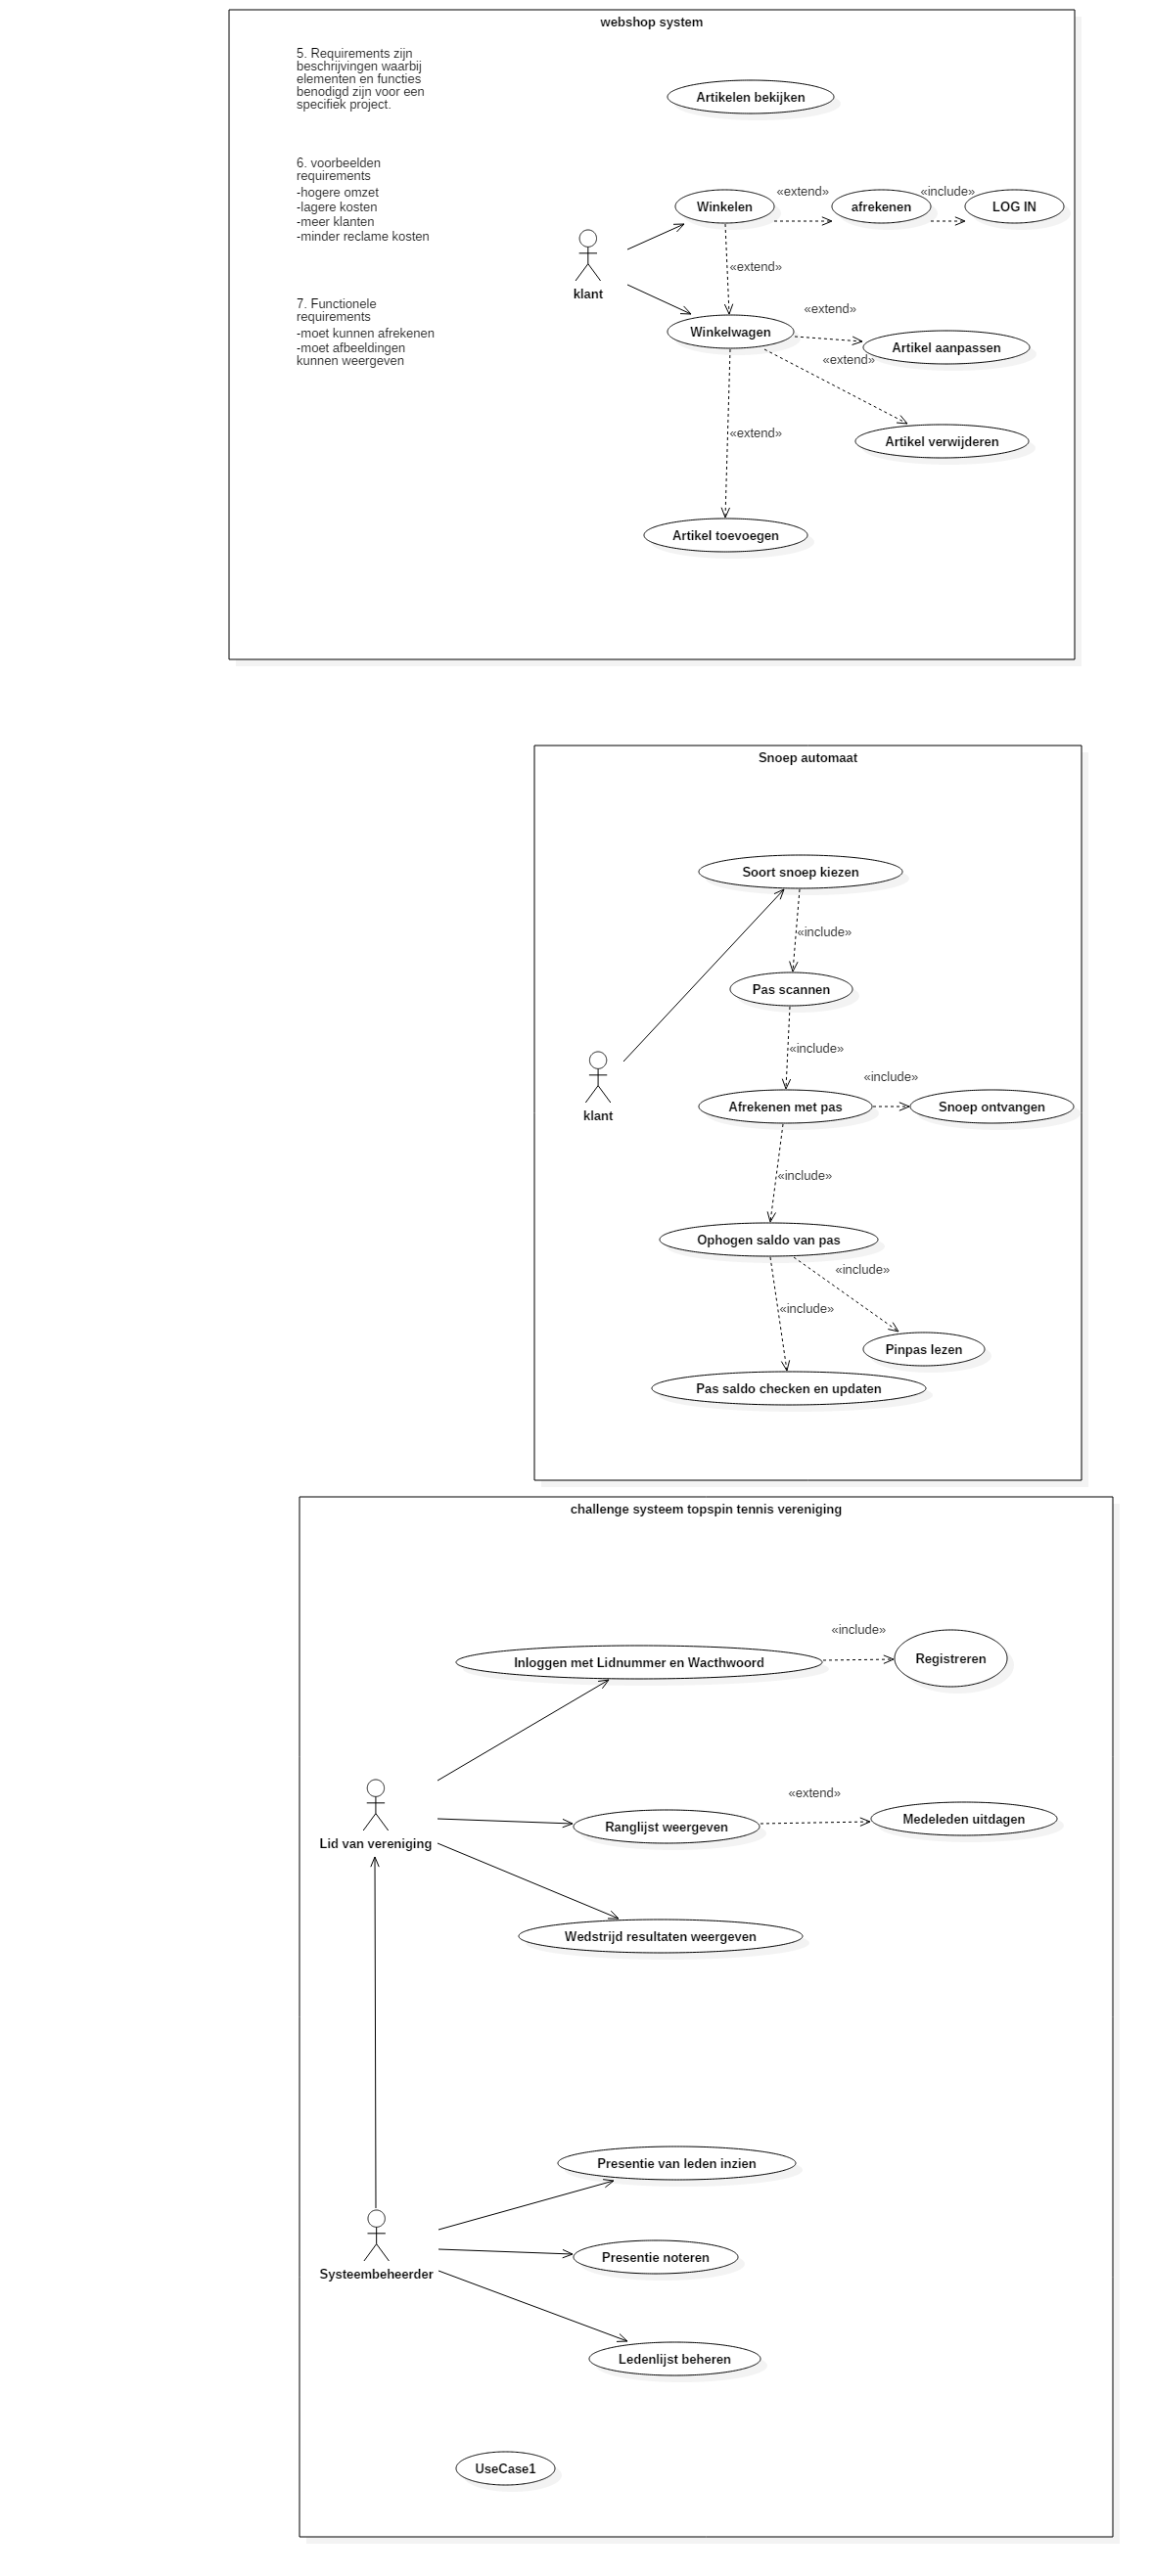 webshop system
5. Requirements zijn
beschrijvingen waarbij
elementen en functies
benodigd zijn voor een
specifiek project.
Artikelen bekijken
6. voorbeelden
requirements
-hogere omzet
-lagere kosten
-meer klanten
-minder reclame kosten
«extend»
«include»
Winkelen
afrekenen
LOG IN
klant
«extend»
7. Functionele
requirements
-moet kunnen afrekenen
-moet afbeeldingen
kunnen weergeven
«extend»
Winkelwagen
Artikel aanpassen
«extend»
«extend»
Artikel verwijderen
Artikel toevoegen
Snoep automaat
Soort snoep kiezen
«include»
Pas scannen
«include»
«include»
klant
Afrekenen met pas
Snoep ontvangen
«include»
Ophogen saldo van pas
«include»
«include»
Pinpas lezen
Pas saldo checken en updaten
challenge systeem topspin tennis vereniging
«include»
Inloggen met Lidnummer en Wacthwoord
Registreren
«extend»
Lid van vereniging
Ranglijst weergeven
Medeleden uitdagen
Wedstrijd resultaten weergeven
Presentie van leden inzien
Presentie noteren
Systeembeheerder
Ledenlijst beheren
UseCase1